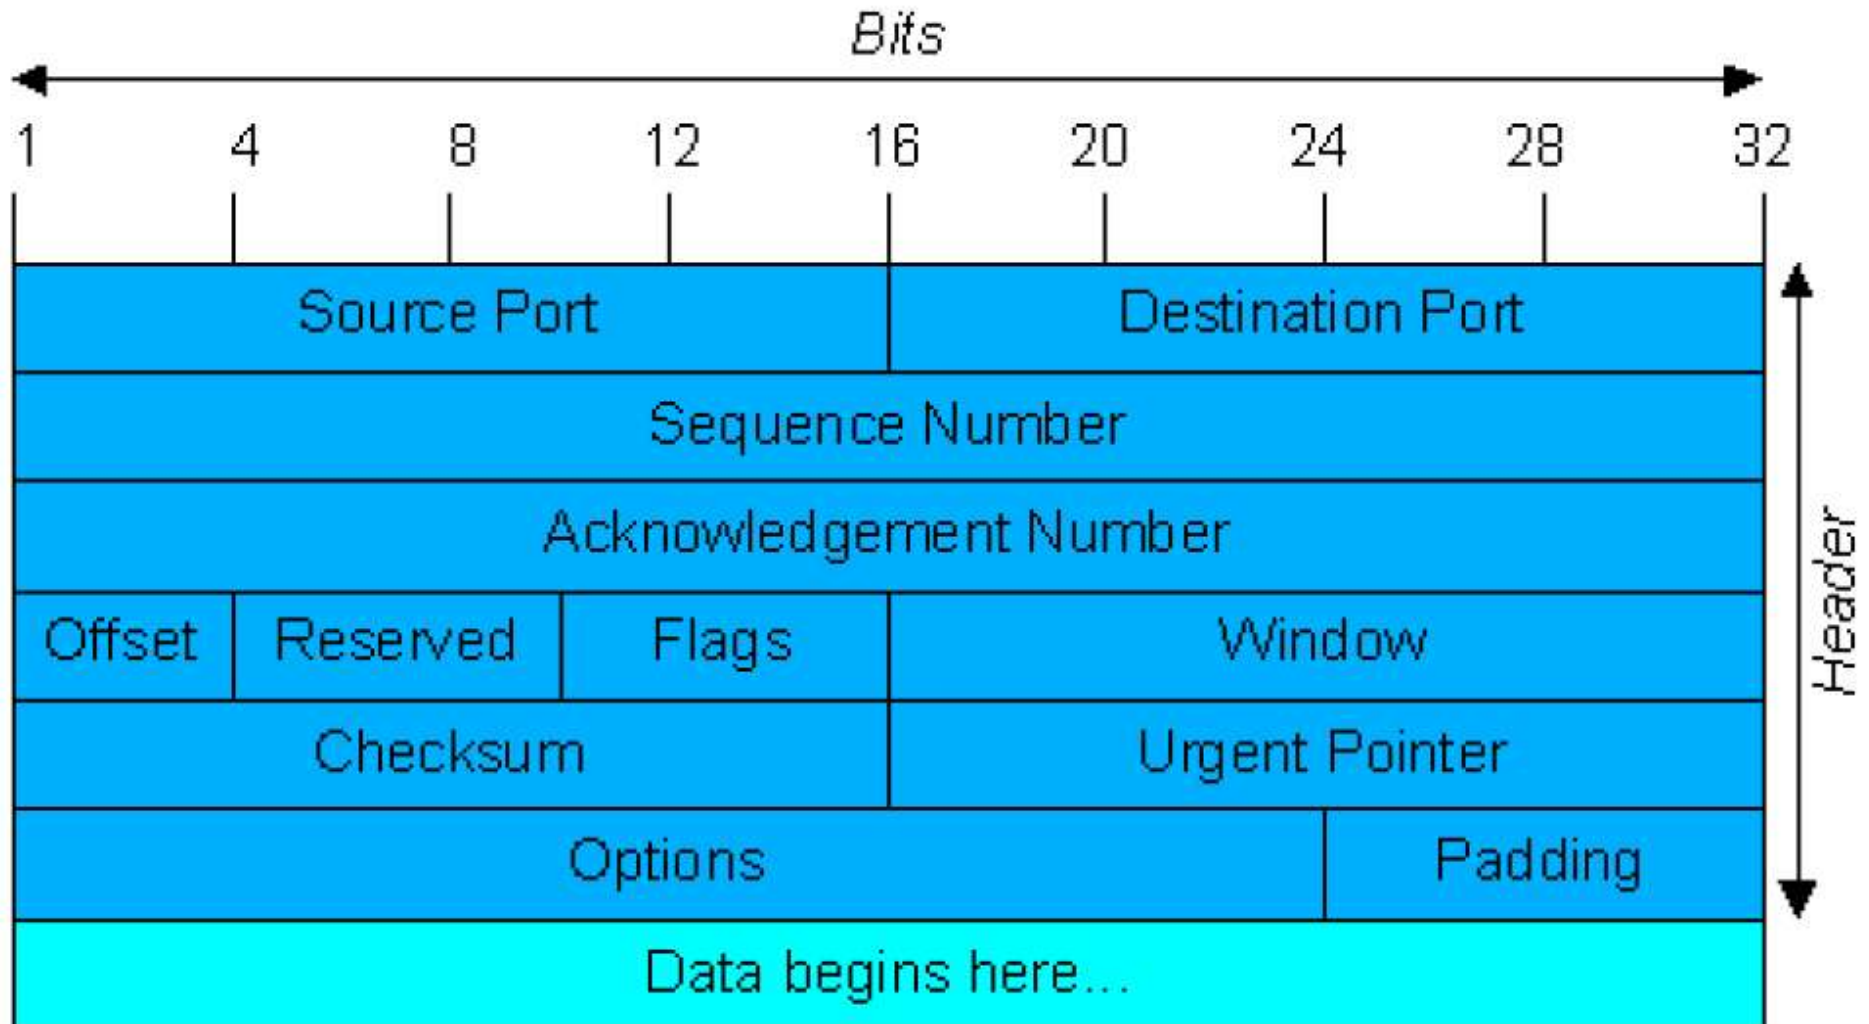 Bits
1 4 8 12 16 20 24 28 32
Source Port Destination Port
Sequence Number
Acknowledgement Number
Offset Reserved Flags Window
Checksum Urgent Pointer
Options Padding
Data begins here...
Header